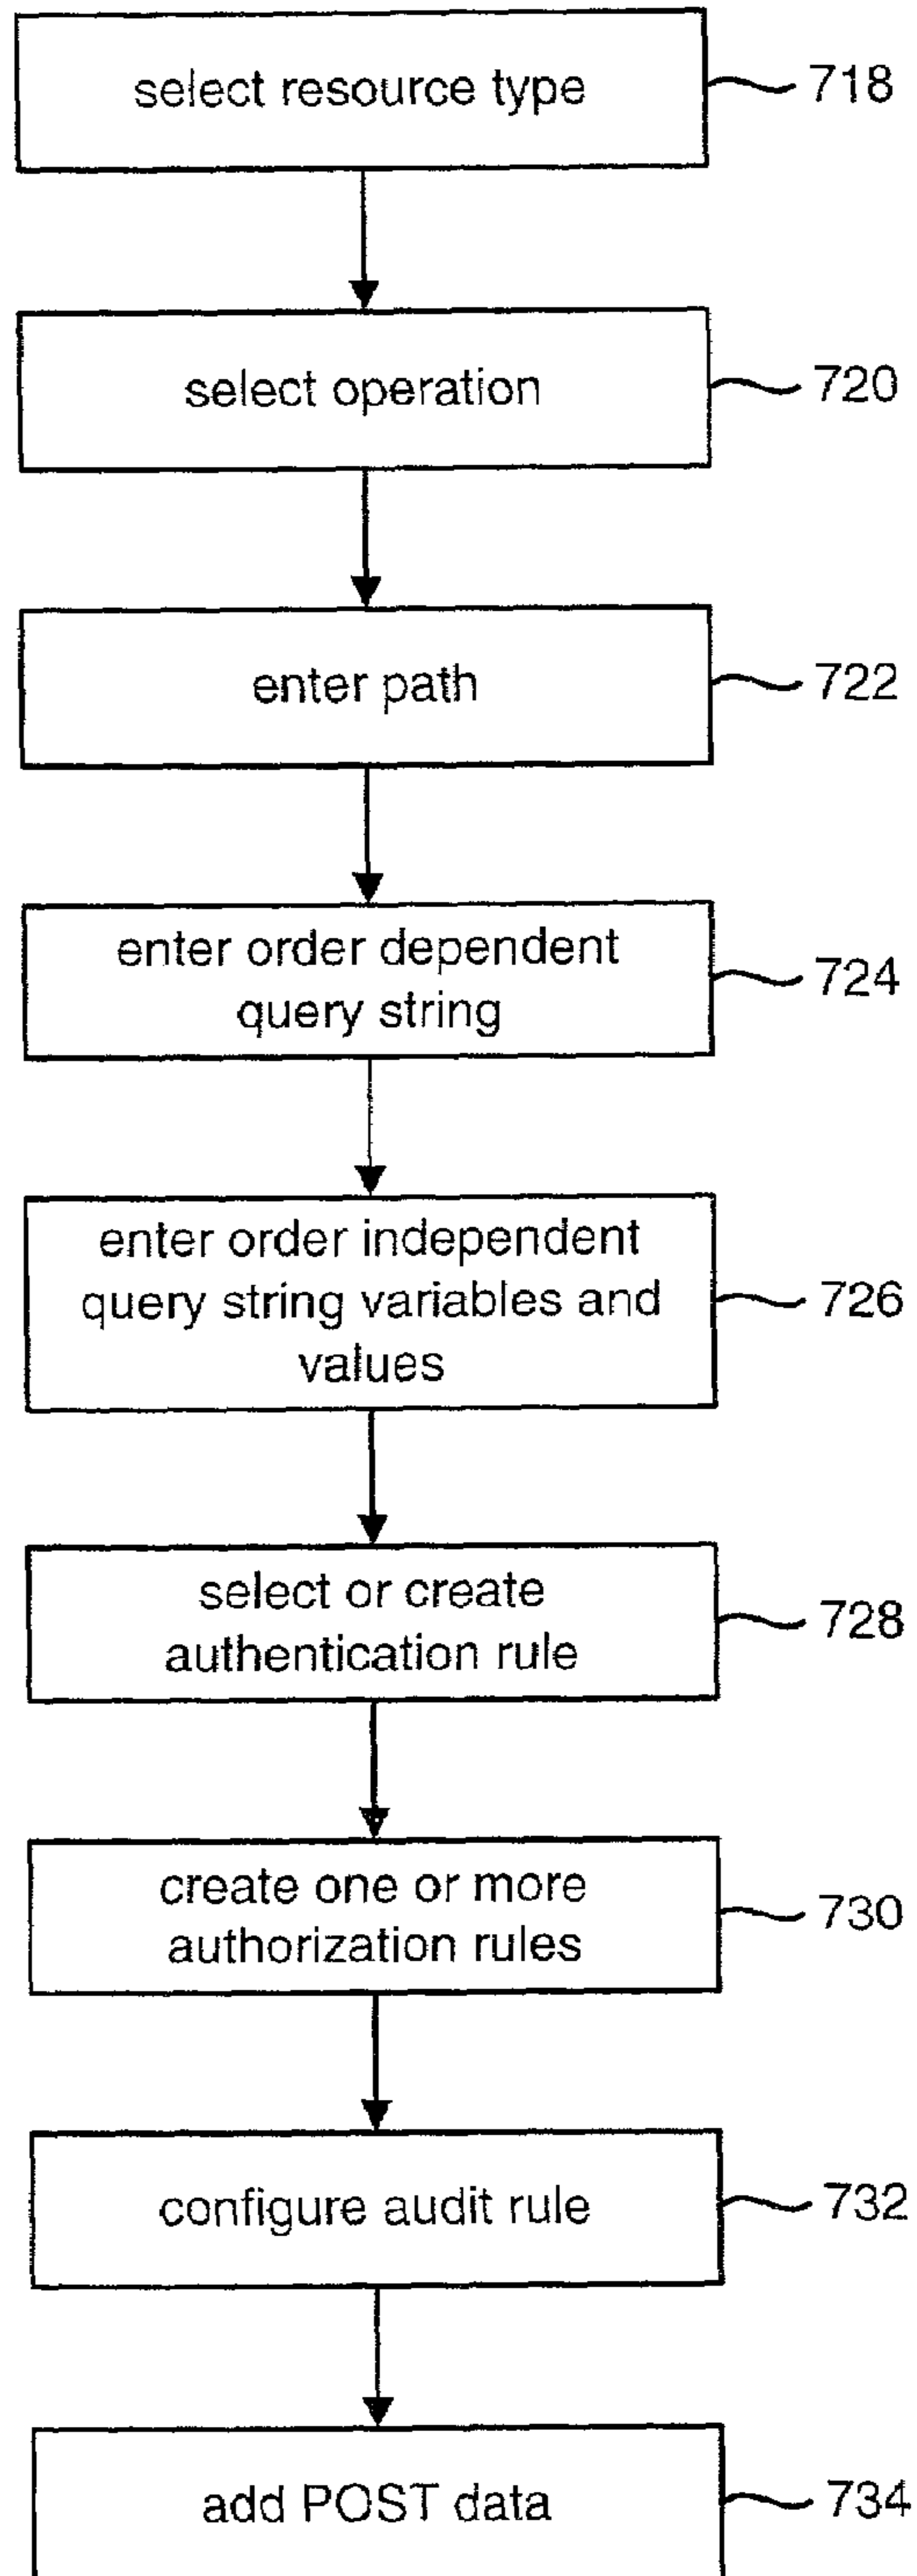 select resource type
718
select operation
720
enter path
722
enter order dependent
query string
724
enter order independent
query string variables and
values
726
select or create
authentication rule
728
create one or more
authorization rules
730
configure audit rule
732
add POST data
734